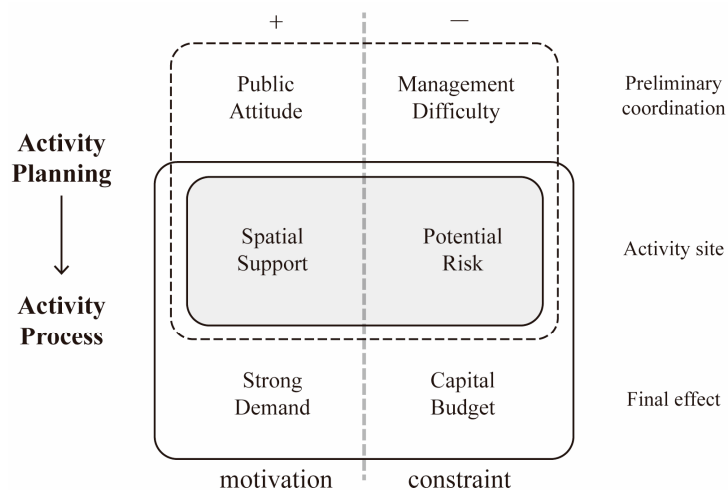 + −
Public
Attitude
Management
Difficulty
Preliminary
coordination
Activity
Planning
Spatial
Support
Potential
Risk
Activity site
Activity
Process
Strong
Demand
Capital
Budget
Final effect
motivation constraint